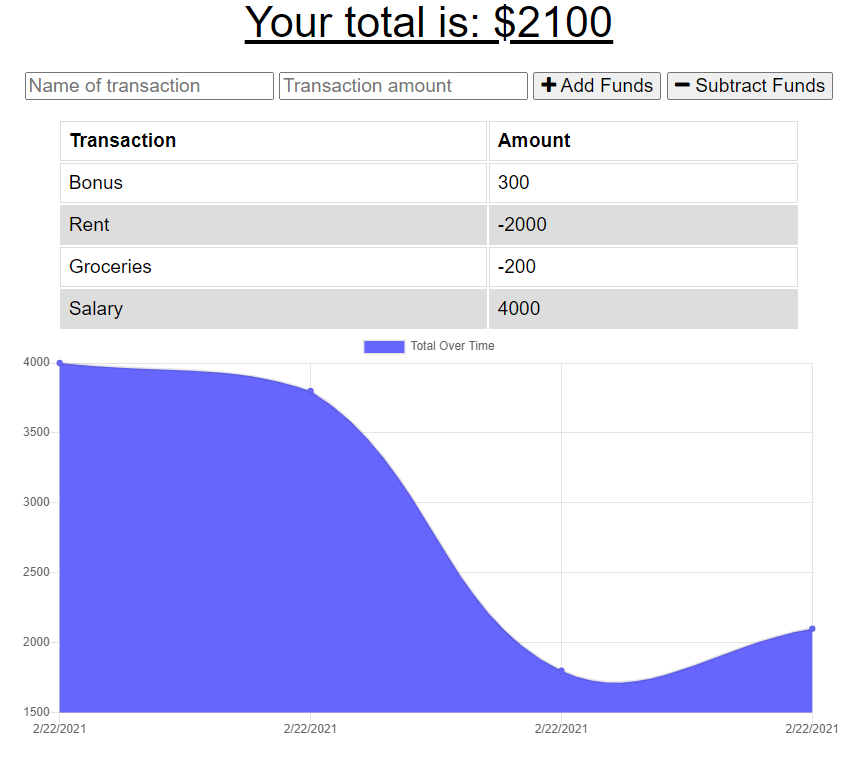 Your total is: $2100
Name of transaction Transaction amount + Add Funds − Subtract Funds
Transaction Amount
Bonus 300
Rent -2000
Groceries -200
Salary 4000
Total Over Time
4000
3500
3000
2500
2000
1500
2/22/2021 2/22/2021 2/22/2021 2/22/2021